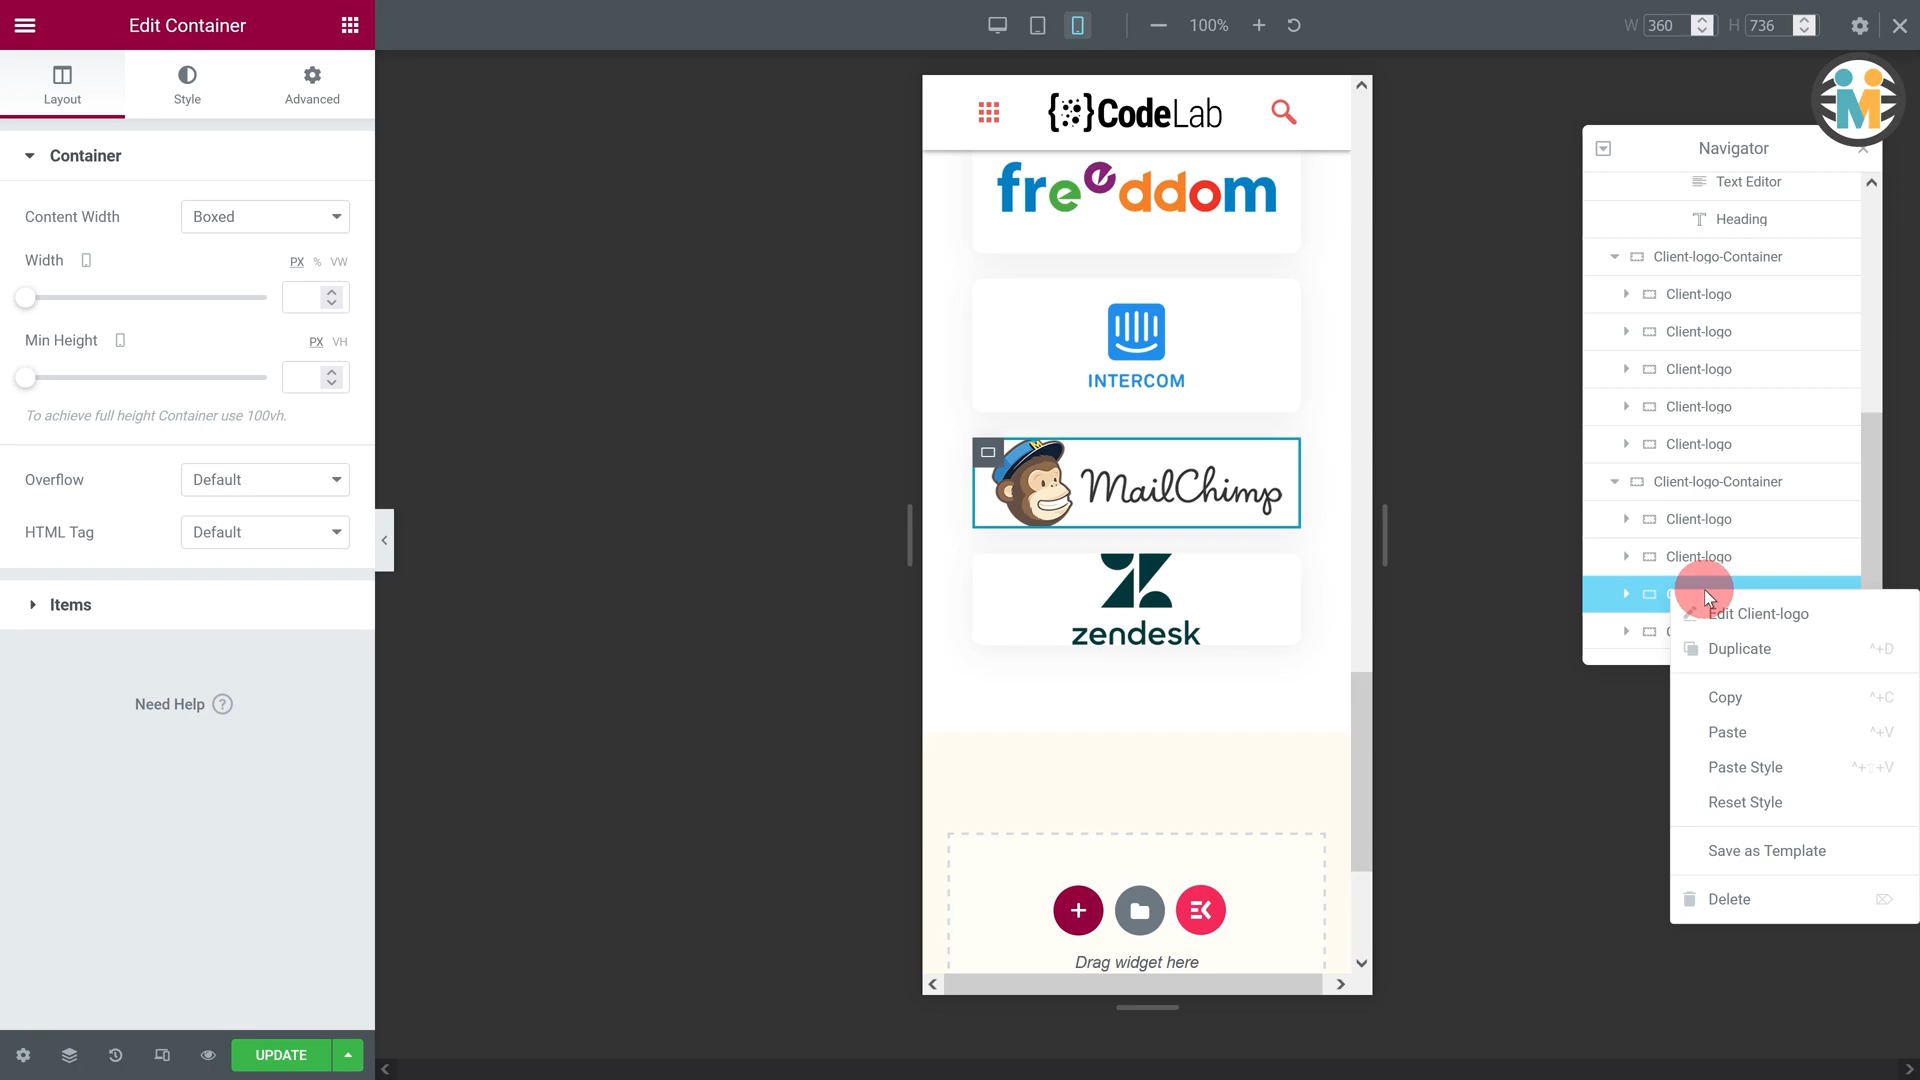 Edit Container
100%
W 360
H 736
Layout
Style
Advanced
Container
Content Width
Boxed
Width
PX % VW
Min Height
PX VH
To achieve full height Container use 100vh.
Overflow
Default
HTML Tag
Default
Items
Need Help ?
UPDATE
CodeLab
freeddom
INTERCOM
MailChimp
zendesk
Drag widget here
M
Navigator
Text Editor
Heading
Client-logo-Container
Client-logo
Client-logo
Client-logo
Client-logo
Client-logo
Client-logo-Container
Client-logo
Client-logo
Edit Client-logo
Duplicate ^+D
Copy ^+C
Paste ^+V
Paste Style ^+⇧+V
Reset Style
Save as Template
Delete ⌦